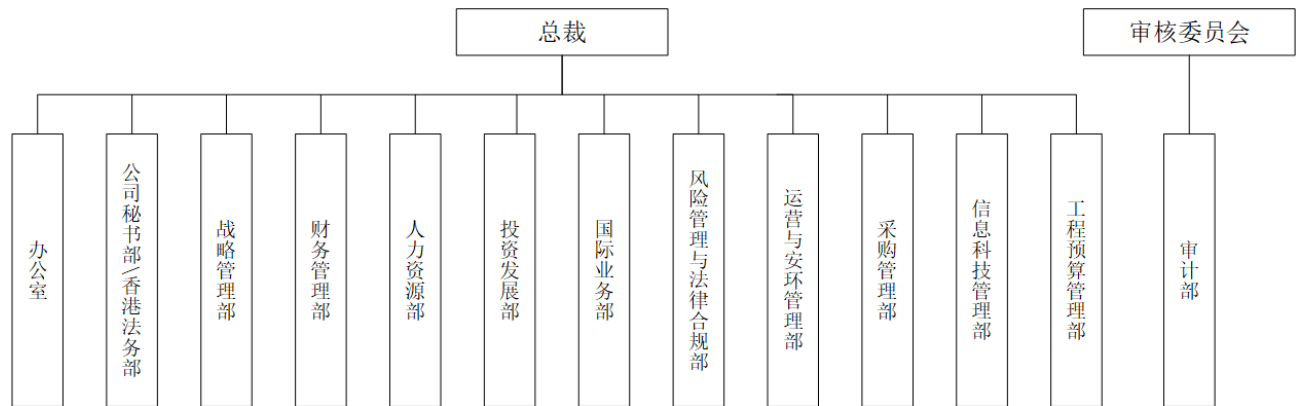 总裁
审核委员会
办公室
公司秘书部\香港法务部
战略管理部
财务管理部
人力资源部
投资发展部
国际业务部
风险管理与法律合规部
运营与安环管理部
采购管理部
信息科技管理部
工程预算管理部
审计部